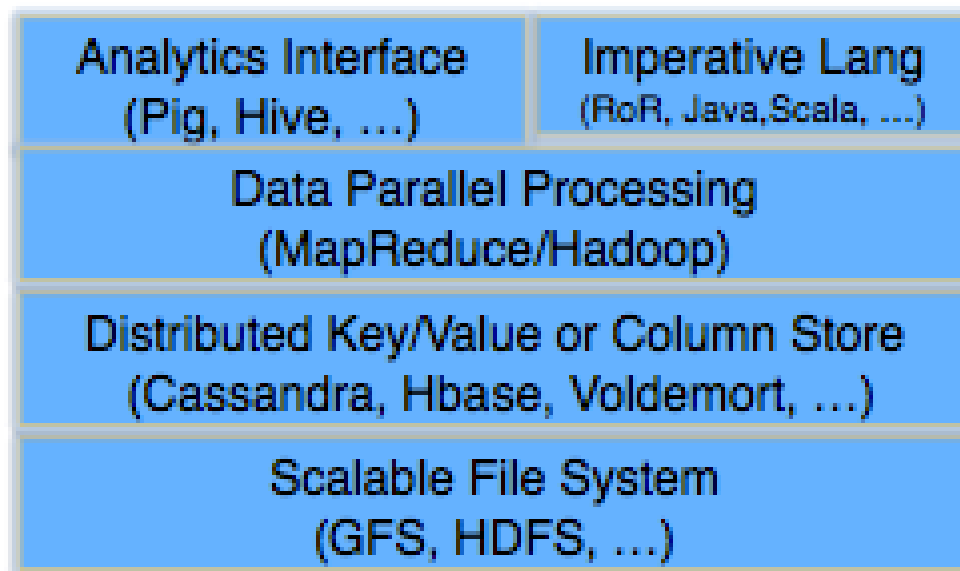 Analytics Interface
(Pig, Hive, ...)
Imperative Lang
(RoR, Java,Scala, ...)
Data Parallel Processing
(MapReduce/Hadoop)
Distributed Key/Value or Column Store
(Cassandra, Hbase, Voldemort, ...)
Scalable File System
(GFS, HDFS, ...)